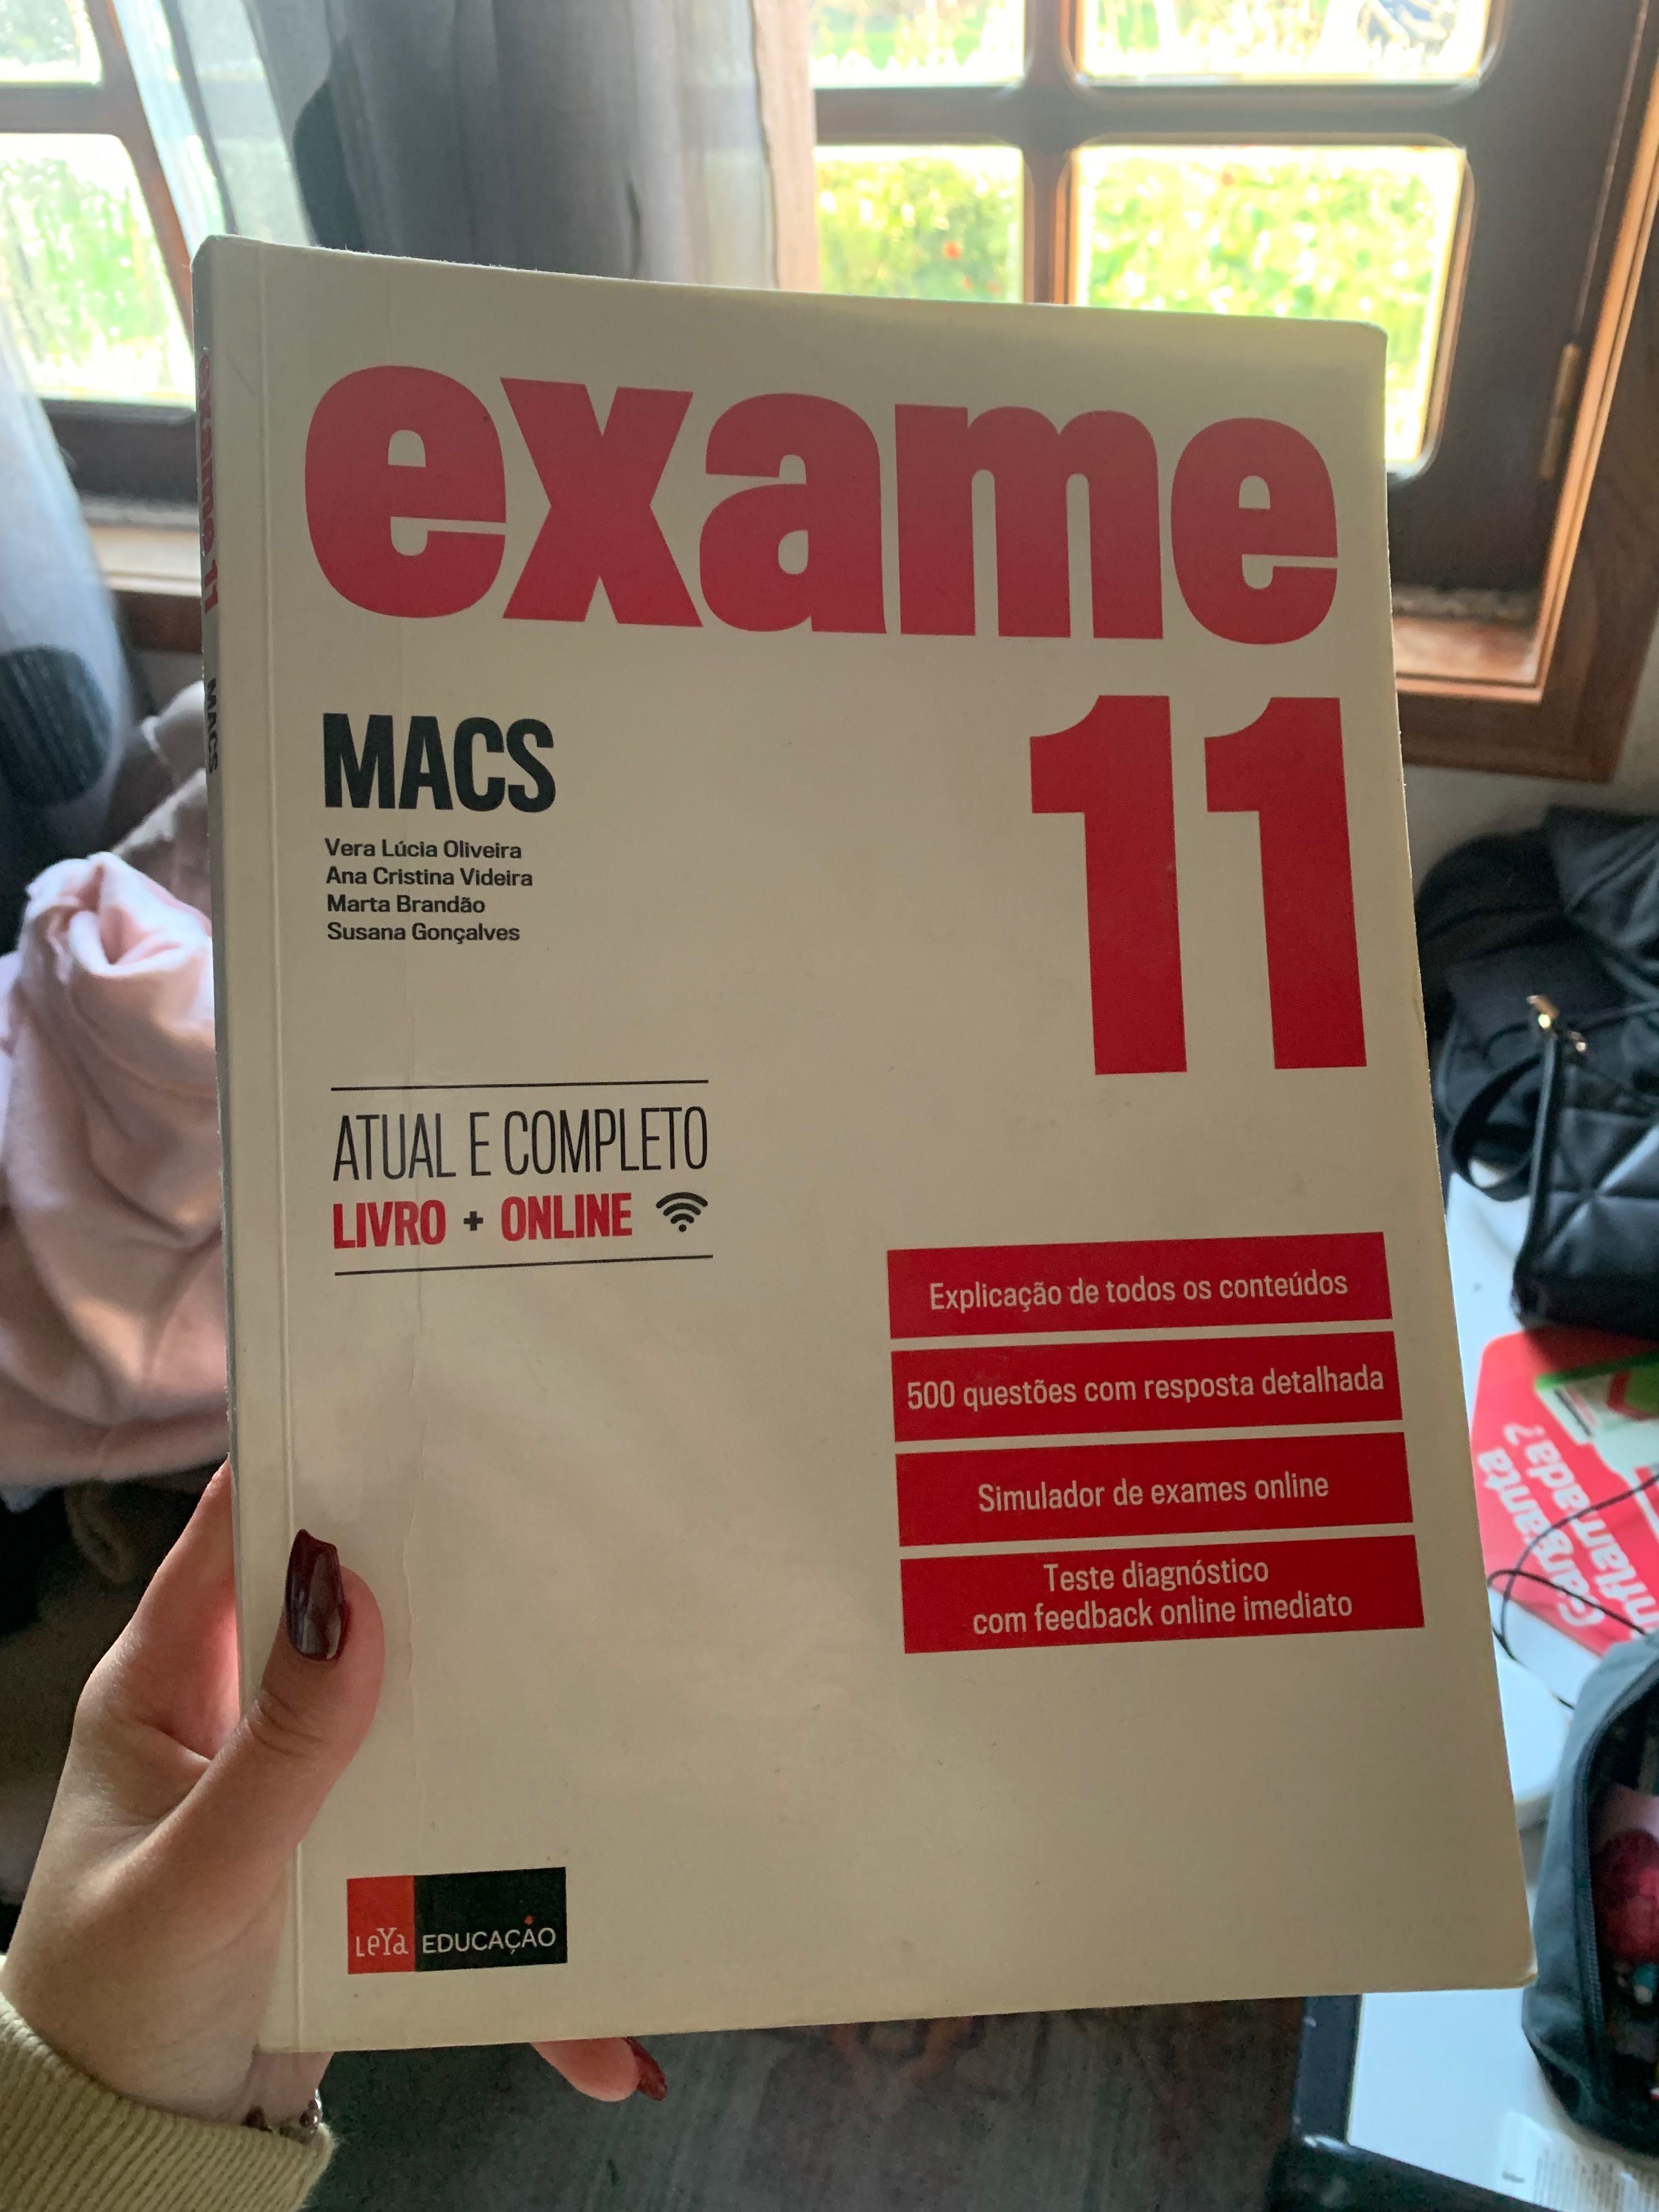 exame
11
MACS
Vera Lúcia Oliveira
Ana Cristina Videira
Marta Brandão
Susana Gonçalves
ATUAL E COMPLETO
LIVRO + ONLINE
Explicação de todos os conteúdos
500 questões com resposta detalhada
Simulador de exames online
Teste diagnóstico
com feedback online imediato
LeYa EDUCAÇÃO
exame 11 MACS
Garganta
inflamada?